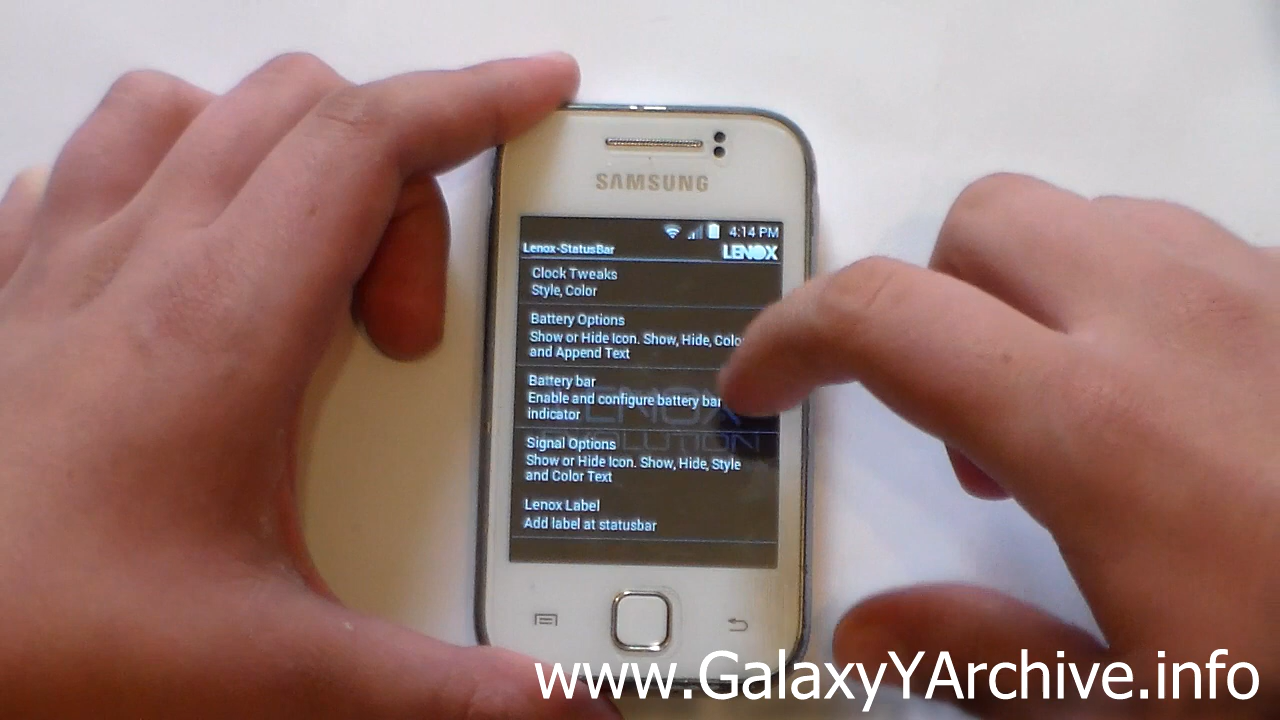 SAMSUNG
4:14 PM
Lenox-StatusBar
LENOX
Clock Tweaks
Style, Color
Battery Options
Show or Hide Icon. Show, Hide, Colo
and Append Text
Battery bar
Enable and configure battery bar
indicator
LENOX
EVOLUTION
Signal Options
Show or Hide Icon. Show, Hide, Style
and Color Text
Lenox Label
Add label at statusbar
www.GalaxyYArchive.info